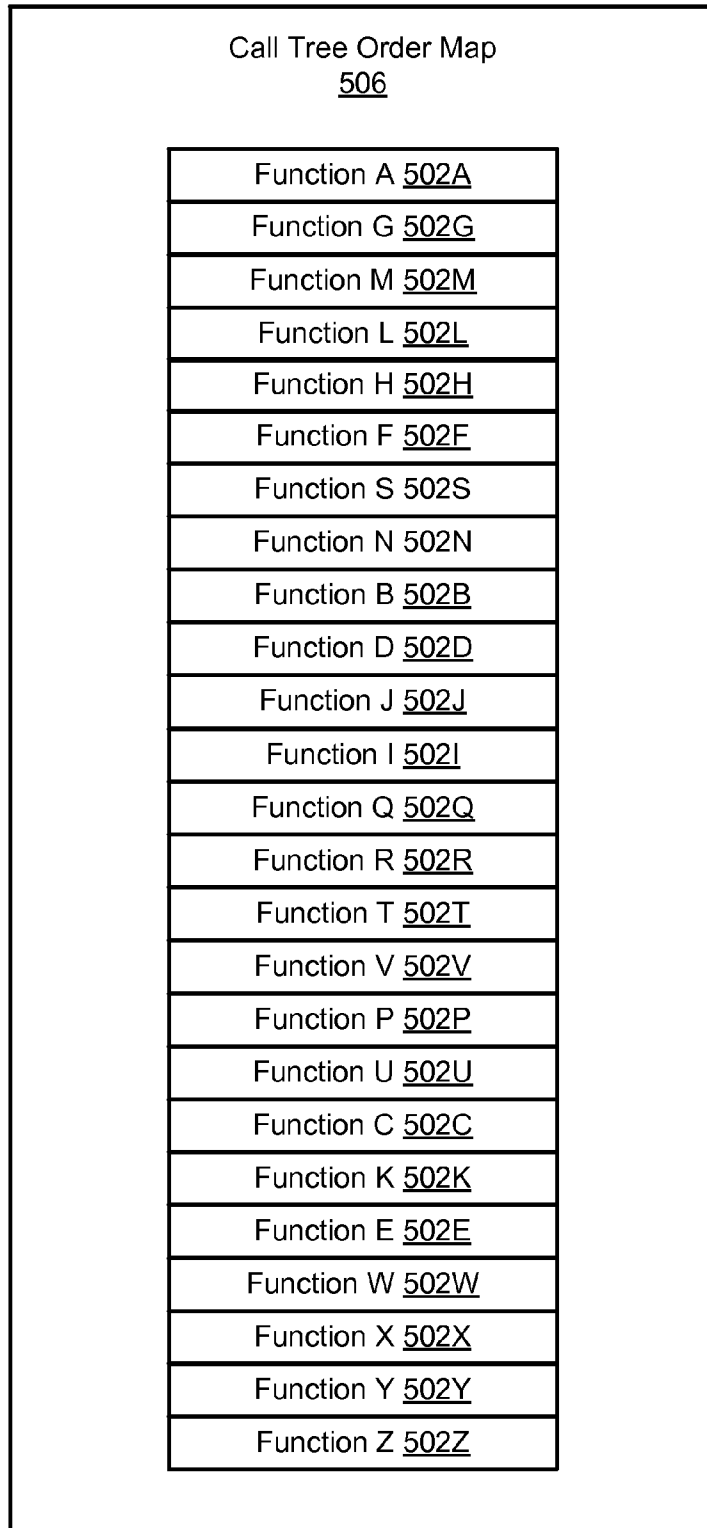 Call Tree Order Map
506
Function A 502A
Function G 502G
Function M 502M
Function L 502L
Function H 502H
Function F 502F
Function S 502S
Function N 502N
Function B 502B
Function D 502D
Function J 502J
Function I 502I
Function Q 502Q
Function R 502R
Function T 502T
Function V 502V
Function P 502P
Function U 502U
Function C 502C
Function K 502K
Function E 502E
Function W 502W
Function X 502X
Function Y 502Y
Function Z 502Z